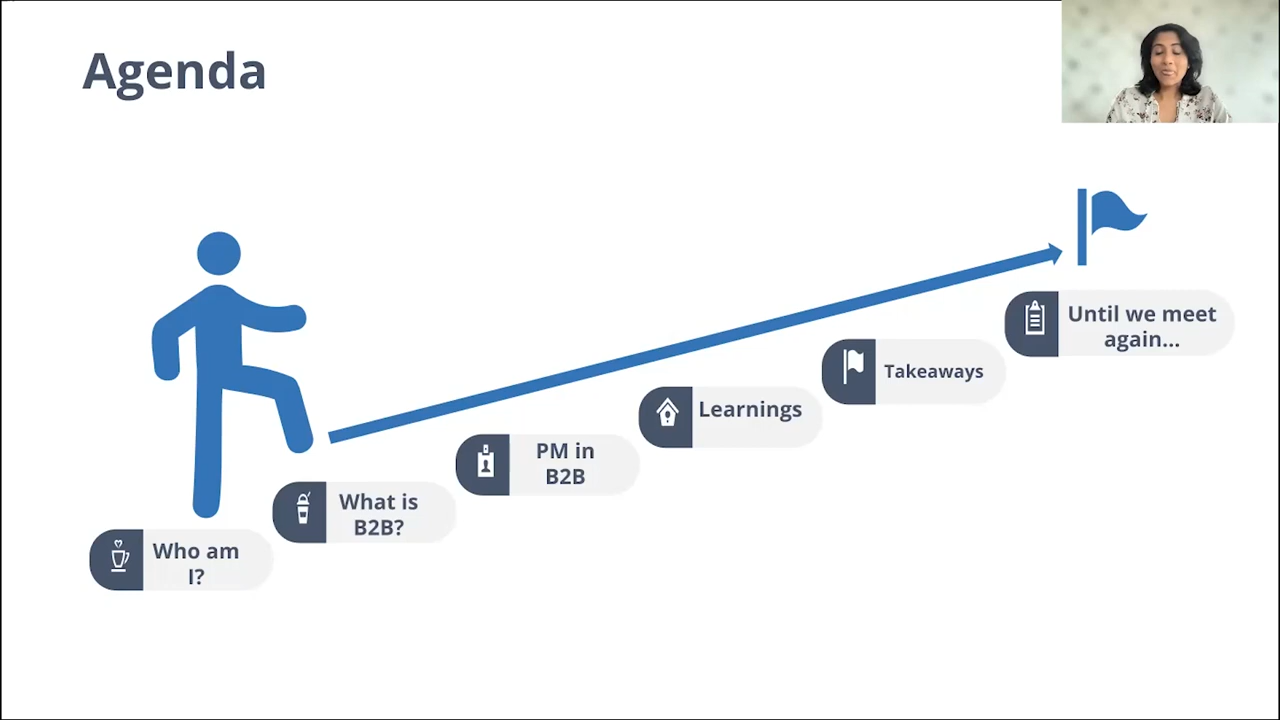 Agenda
Who am
I?
What is
B2B?
PM in
B2B
Learnings
Takeaways
Until we meet
again...